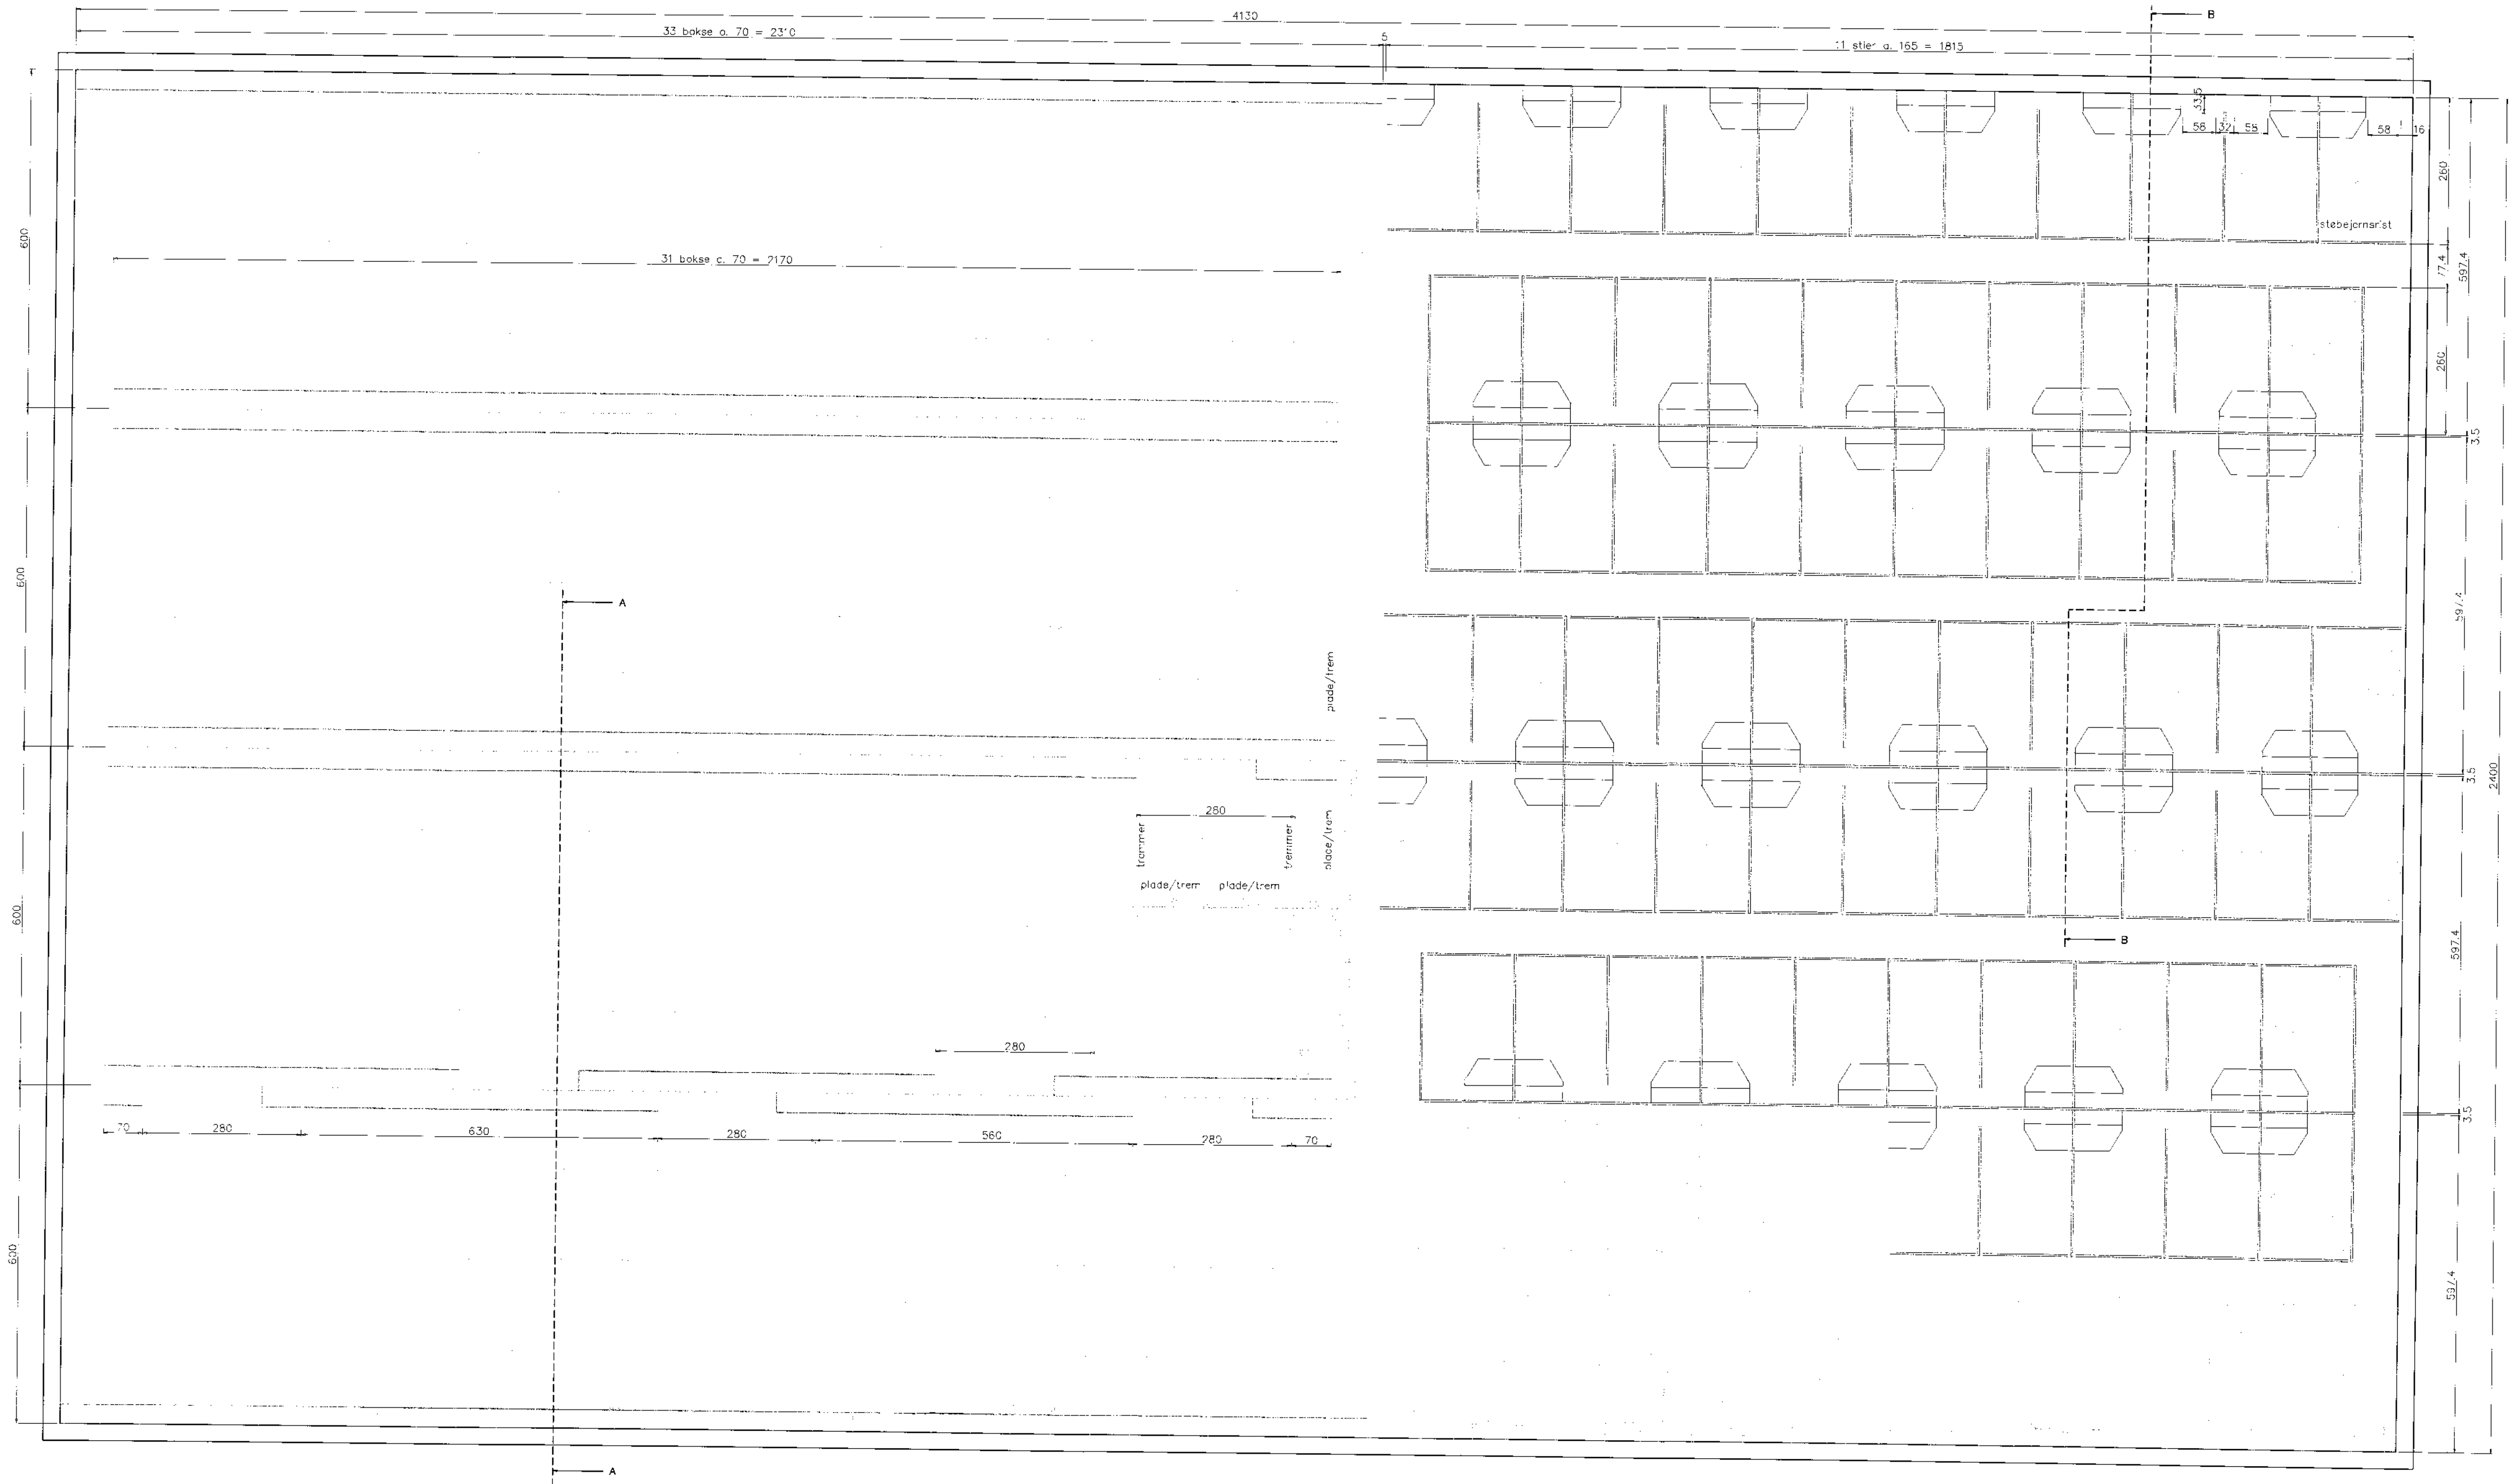 4130
B
33 bokse a. 70 = 2310
5
11 stier a. 165 = 1815
33.5
58 32 58
58 16
260
støbejernsrist
600
31 bokse c. 70 = 2170
77.4
597.4
260
3.5
600
A
597.4
plade/trem
3.5
2400
280
trammer
tremmer
plade/tram
plade/trem plade/trem
600
B
597.4
280
70 280 630 280 560 280 70
3.5
600
597.4
A